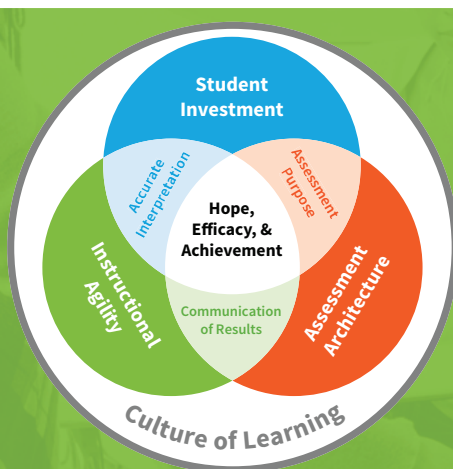 Student
Investment
Accurate
Interpretation
Assessment
Purpose
Hope,
Efficacy, &
Achievement
Instructional
Agility
Communication
of Results
Assessment
Architecture
Culture of Learning